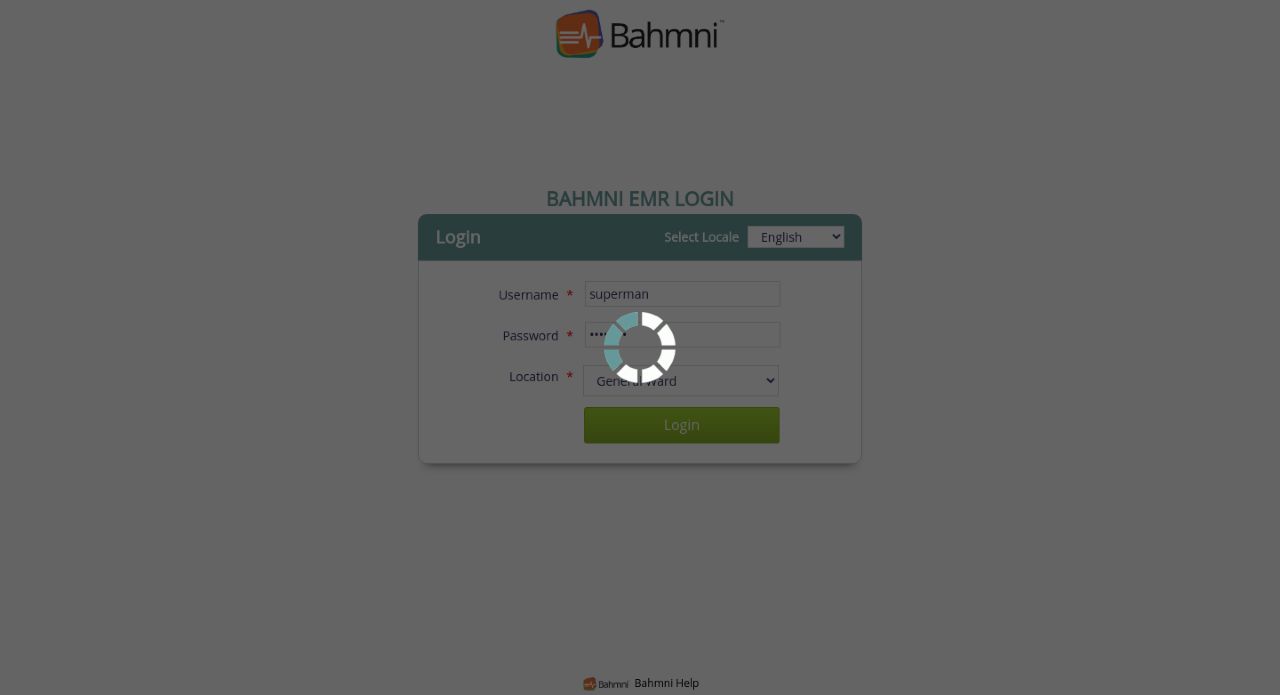 Bahmni™
BAHMNI EMR LOGIN
Login
Select Locale English
Username * superman
Password *
Location * General Ward
Login
Bahmni Bahmni Help